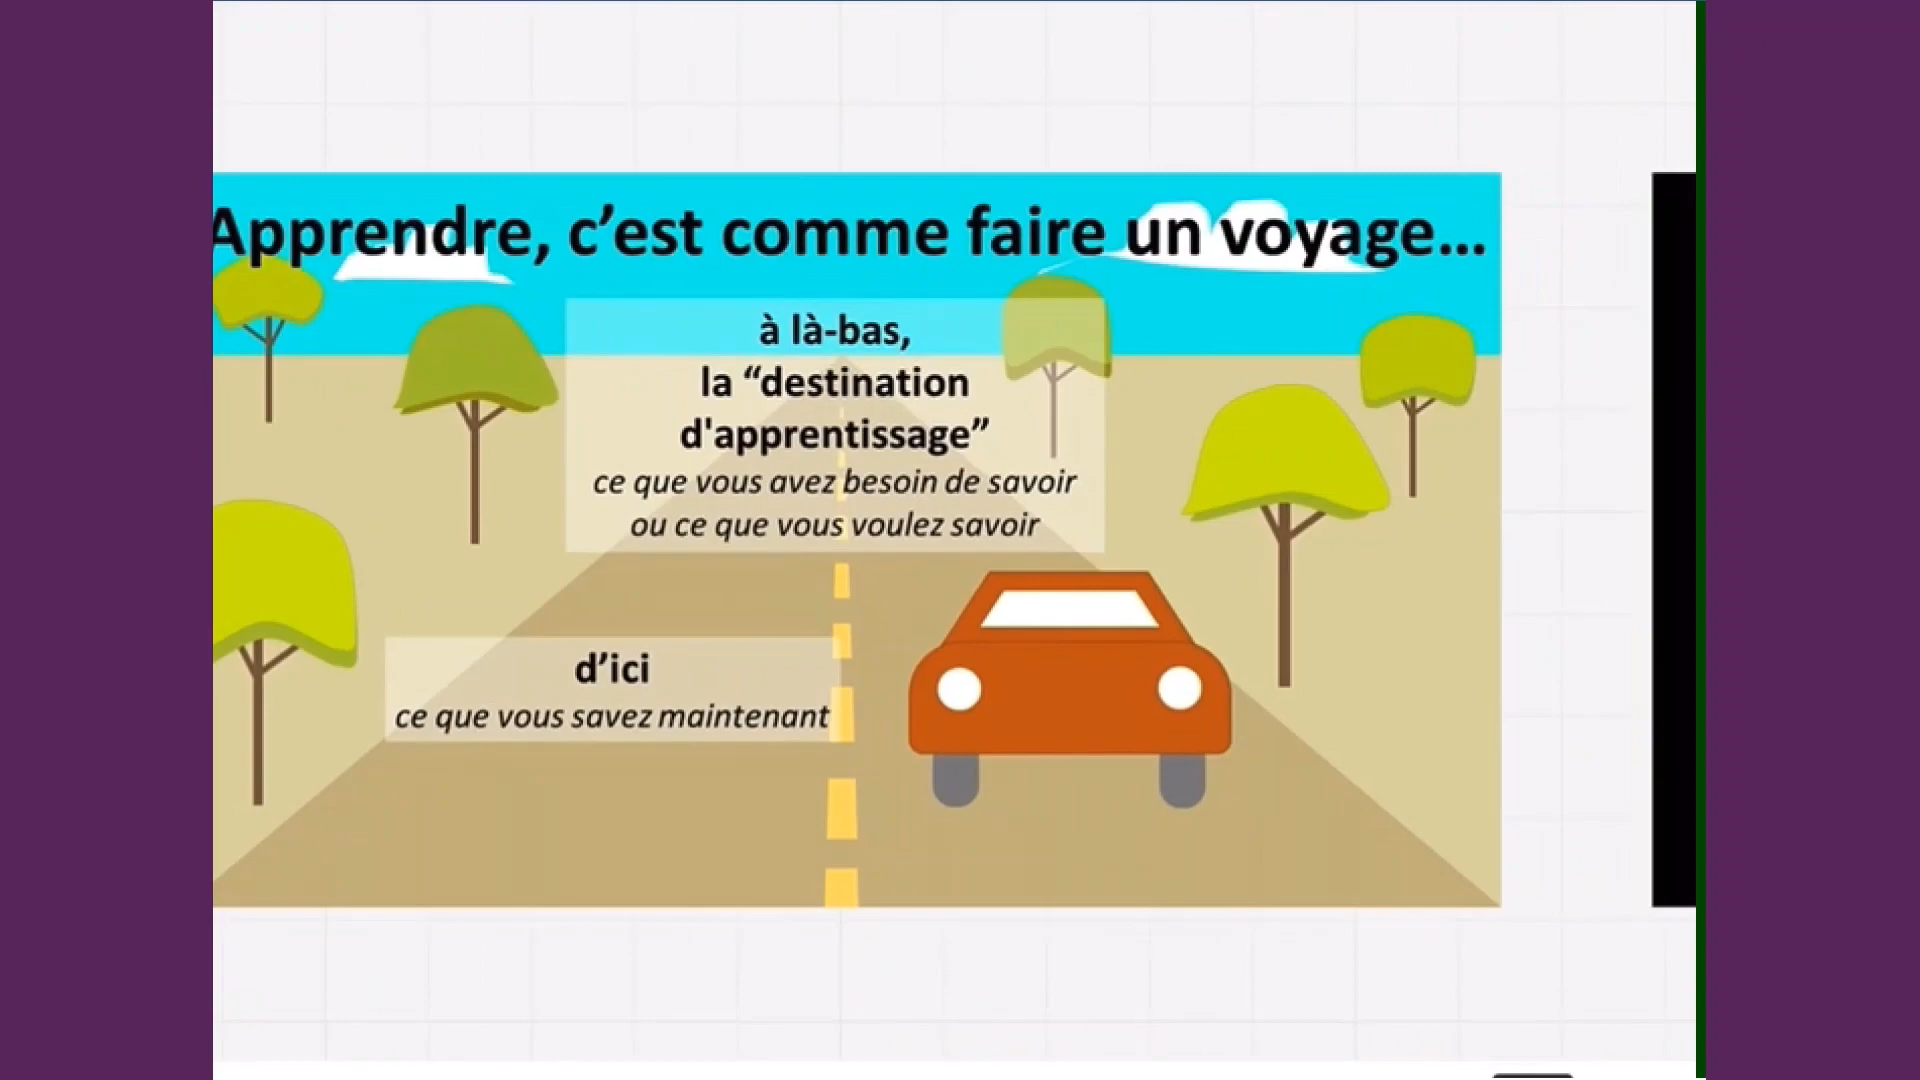 Apprendre, c’est comme faire un voyage...
à là-bas,
la “destination
d'apprentissage”
ce que vous avez besoin de savoir
ou ce que vous voulez savoir
d’ici
ce que vous savez maintenant